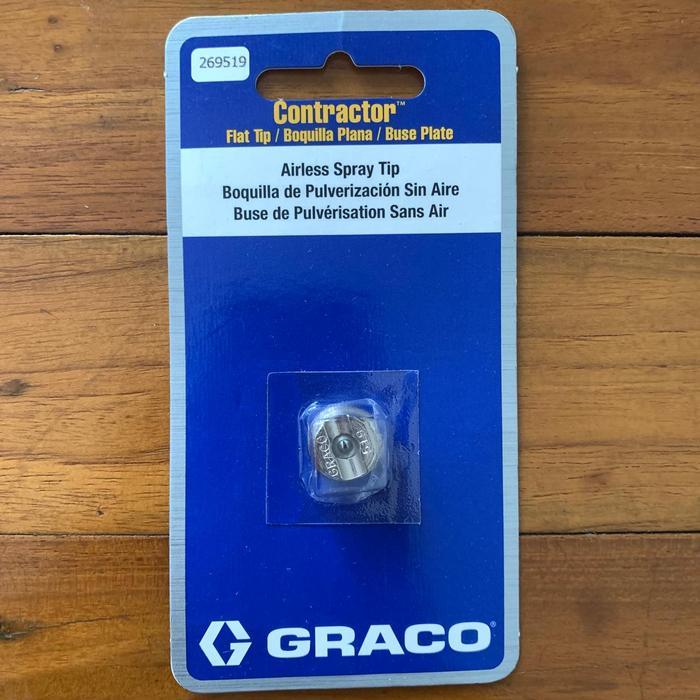 269519
Contractor™
Flat Tip / Boquilla Plana / Buse Plate
Airless Spray Tip
Boquilla de Pulverización Sin Aire
Buse de Pulvérisation Sans Air
GRACO
519
GRACO®